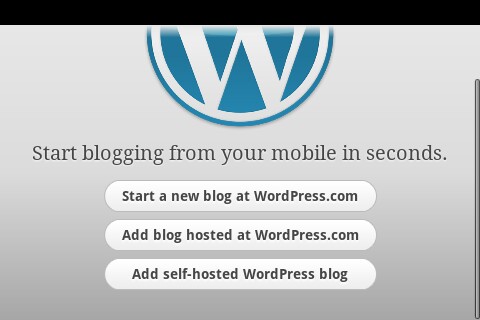 Start blogging from your mobile in seconds.
Start a new blog at WordPress.com
Add blog hosted at WordPress.com
Add self-hosted WordPress blog